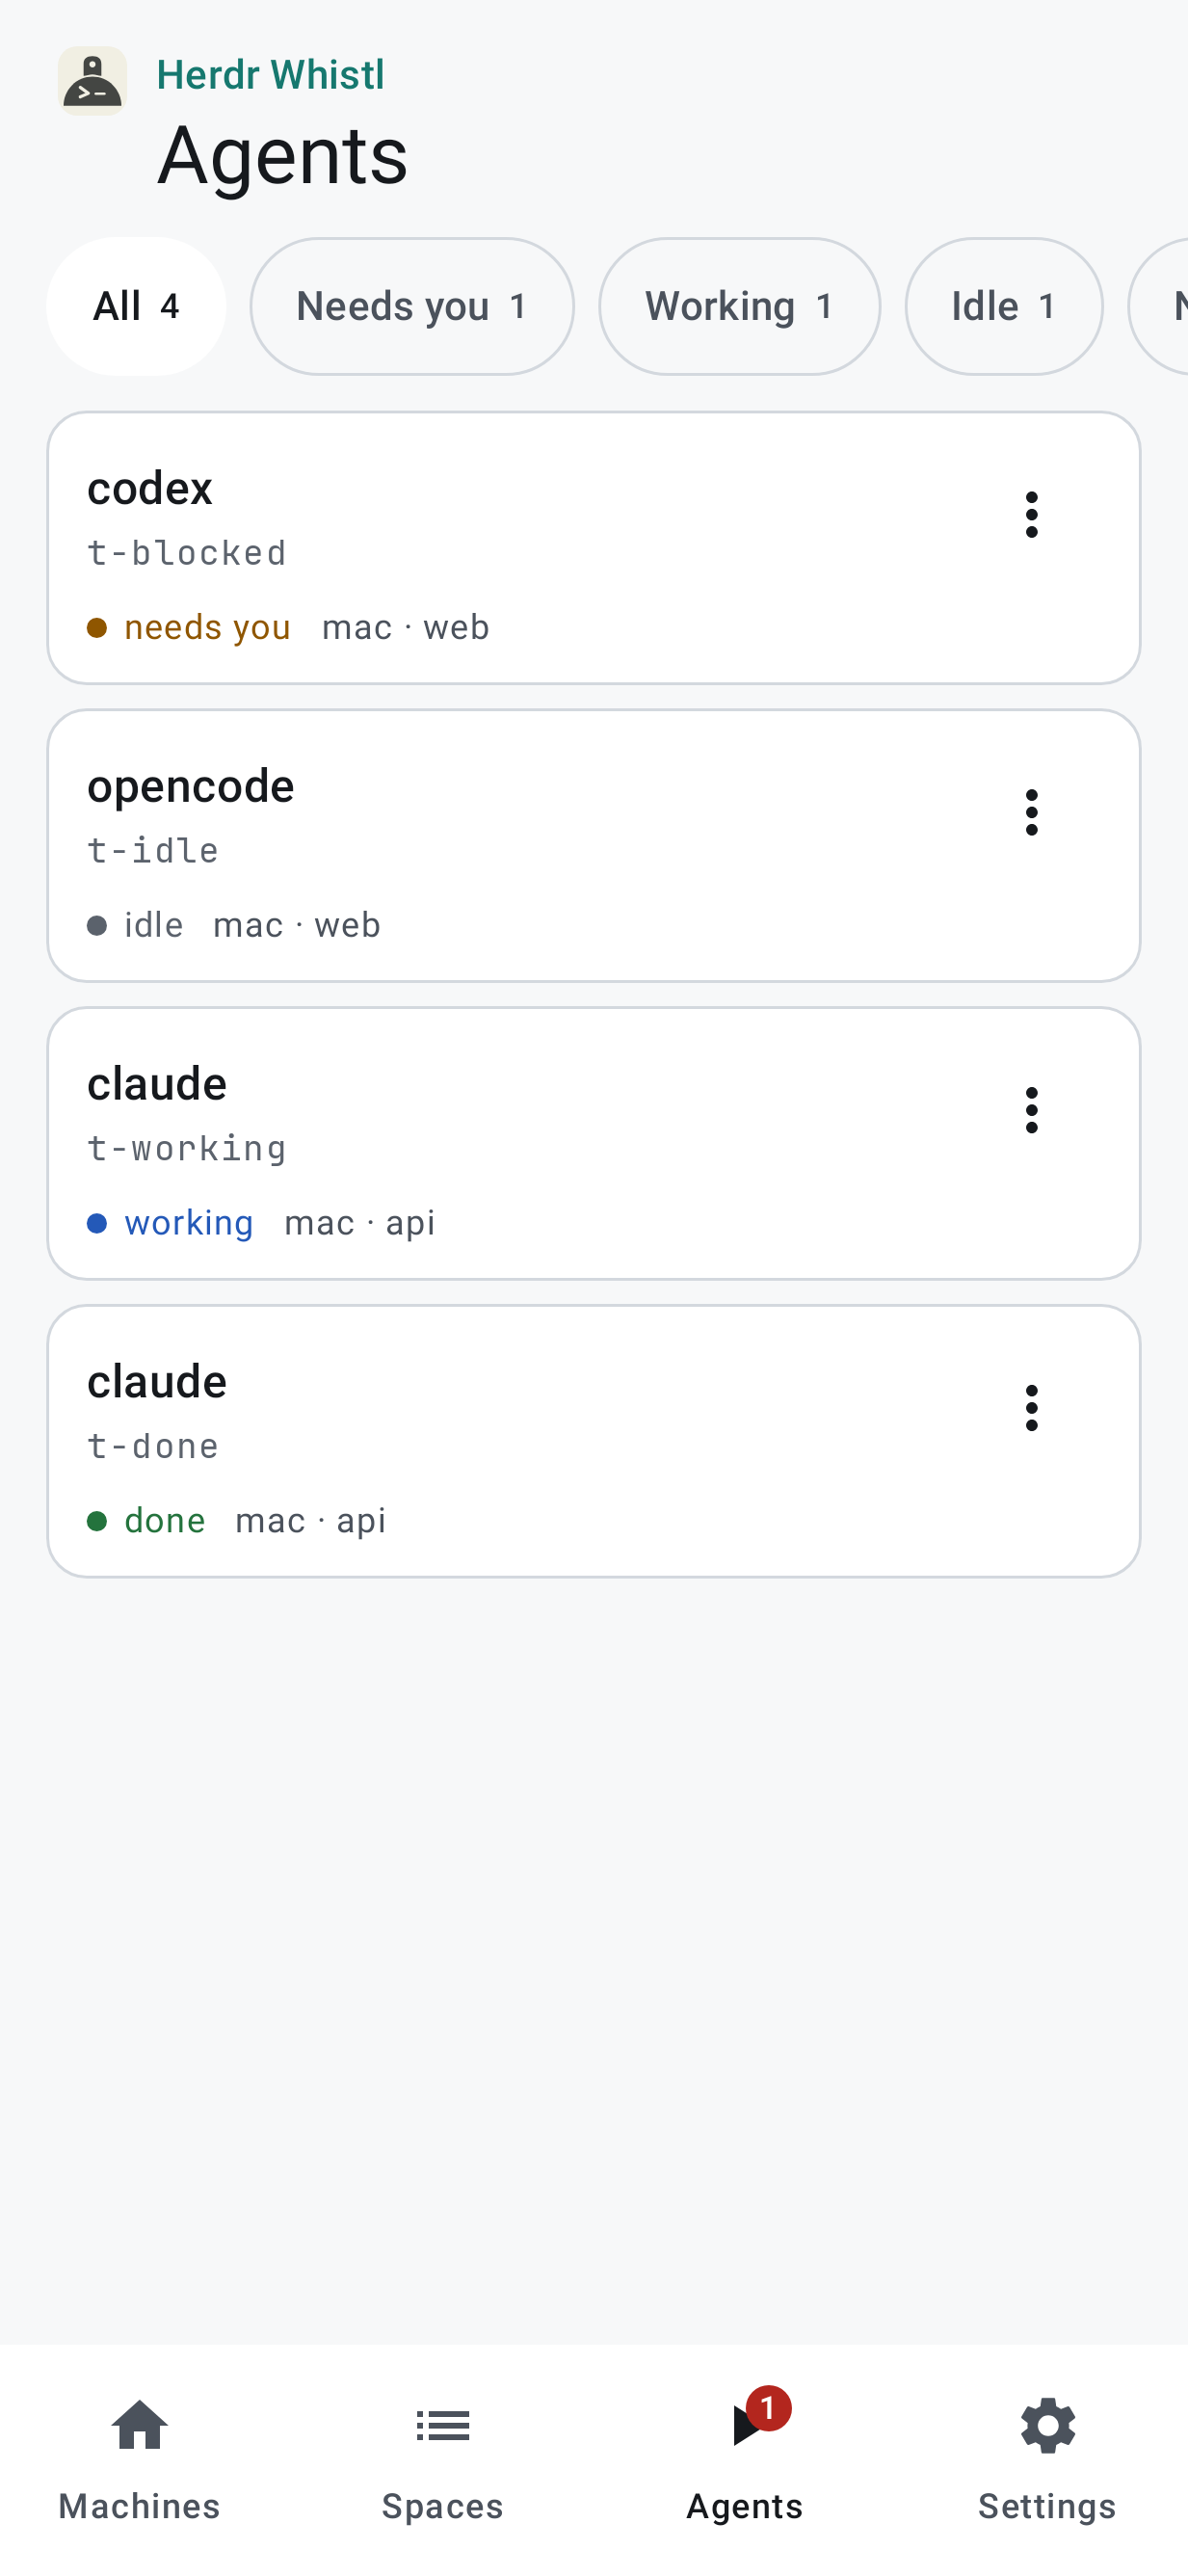 Herdr Whistl
Agents
All 4 Needs you 1 Working 1 Idle 1
codex
t-blocked
needs you mac · web
opencode
t-idle
idle mac · web
claude
t-working
working mac · api
claude
t-done
done mac · api
1
Machines Spaces Agents Settings